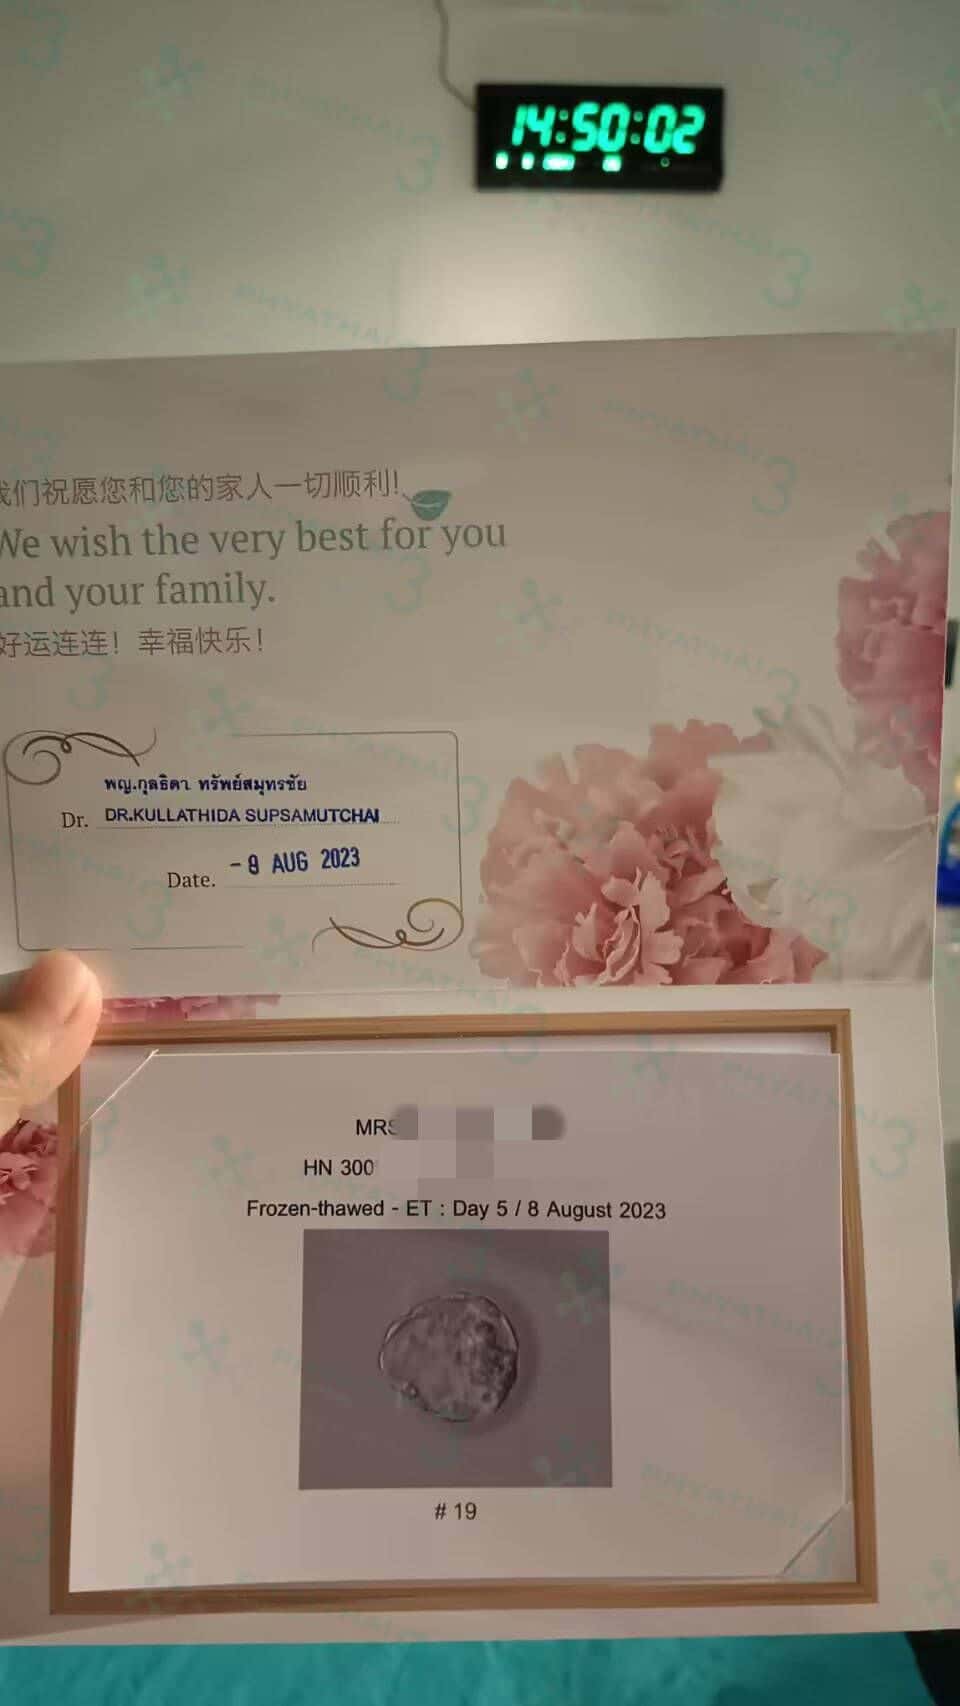 14:50:02
我们祝愿您和您的家人一切顺利!
We wish the very best for you
and your family.
好运连连！幸福快乐！
พญ.กุลธิดา ทรัพย์สมุทรชัย
Dr. DR.KULLATHIDA SUPSAMUTCHAI
Date. - 8 AUG 2023
MRS
HN 300
Frozen-thawed - ET : Day 5 / 8 August 2023
# 19